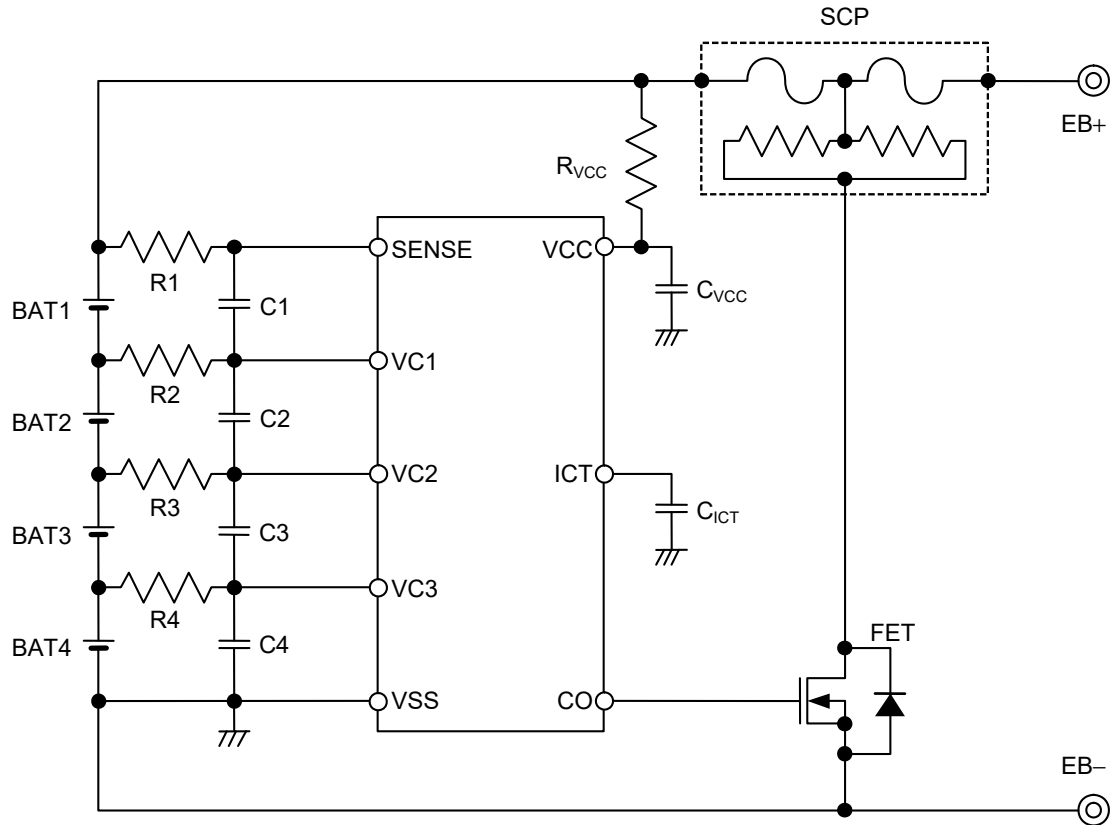 SCP
EB+
RVCC
SENSE
VCC
R1
BAT1
C1
CVCC
VC1
R2
BAT2
C2
VC2
ICT
R3
CICT
BAT3
C3
VC3
R4
BAT4
C4
FET
VSS
CO
EB−